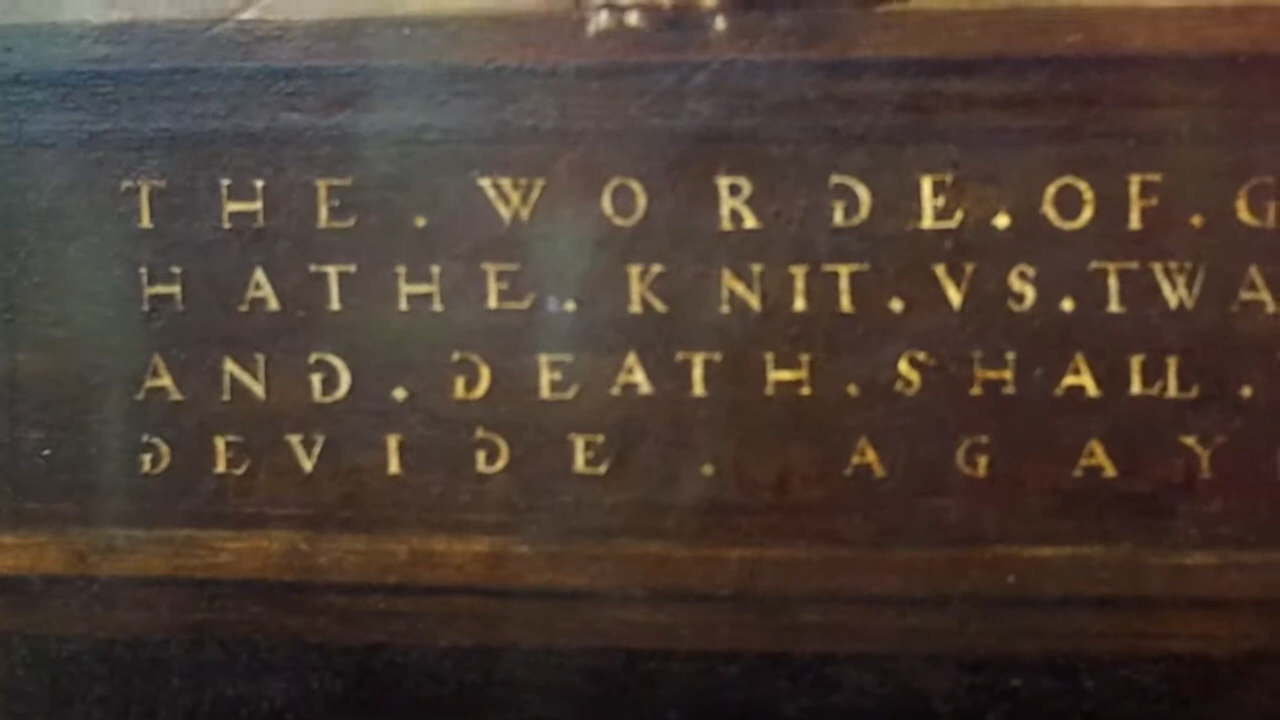 THE . WORDE . OF . G
HATHE . KNIT . VS . TWA
AND . DEATH . SHALL .
DEVIDE . AGAY